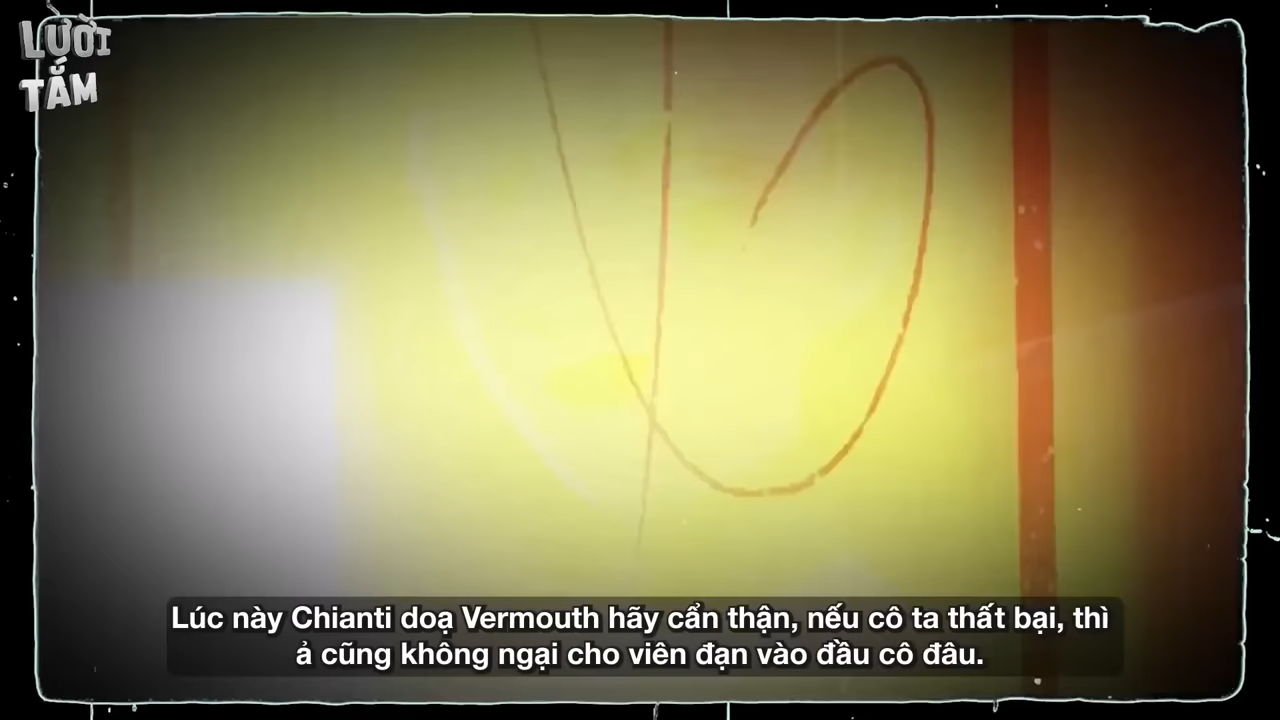 LƯỜI
TẮM
Lúc này Chianti doạ Vermouth hãy cẩn thận, nếu cô ta thất bại, thì
ả cũng không ngại cho viên đạn vào đầu cô đâu.